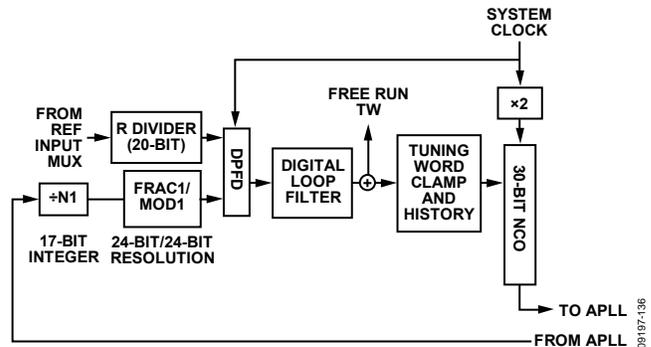 SYSTEM
CLOCK
FREE RUN
TW
×2
FROM
REF
INPUT
MUX
R DIVIDER
(20-BIT)
DPFD
DIGITAL
LOOP
FILTER
TUNING
WORD
CLAMP
AND
HISTORY
30-BIT NCO
÷N1
FRAC1/
MOD1
17-BIT
INTEGER
24-BIT/24-BIT
RESOLUTION
TO APLL
FROM APLL
09197-136